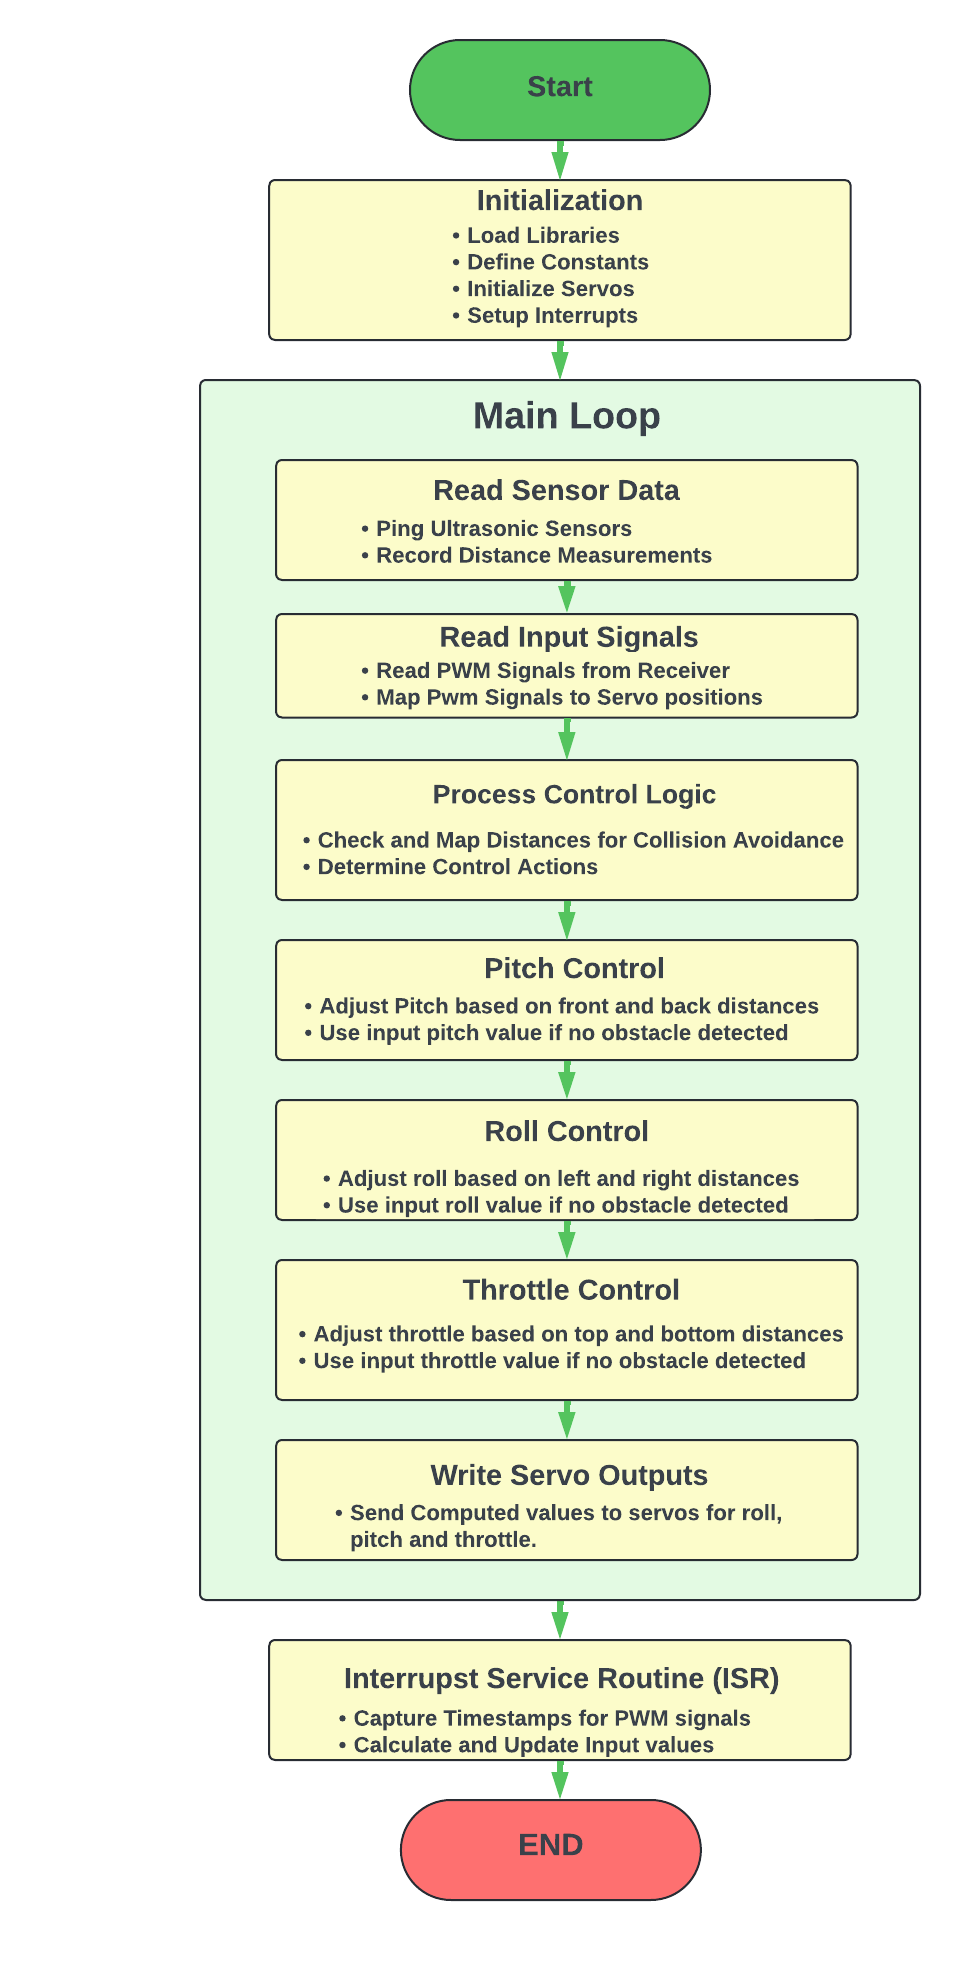 Start
Initialization
• Load Libraries
• Define Constants
• Initialize Servos
• Setup Interrupts
Main Loop
Read Sensor Data
• Ping Ultrasonic Sensors
• Record Distance Measurements
Read Input Signals
• Read PWM Signals from Receiver
• Map Pwm Signals to Servo positions
Process Control Logic
• Check and Map Distances for Collision Avoidance
• Determine Control Actions
Pitch Control
• Adjust Pitch based on front and back distances
• Use input pitch value if no obstacle detected
Roll Control
• Adjust roll based on left and right distances
• Use input roll value if no obstacle detected
Throttle Control
• Adjust throttle based on top and bottom distances
• Use input throttle value if no obstacle detected
Write Servo Outputs
• Send Computed values to servos for roll,
pitch and throttle.
Interrupst Service Routine (ISR)
• Capture Timestamps for PWM signals
• Calculate and Update Input values
END